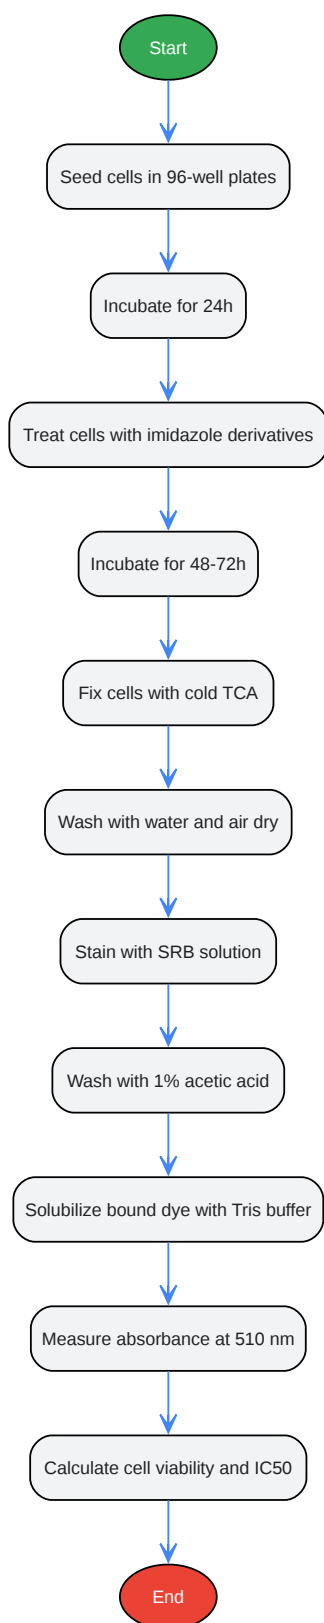 Start
Seed cells in 96-well plates
Incubate for 24h
Treat cells with imidazole derivatives
Incubate for 48-72h
Fix cells with cold TCA
Wash with water and air dry
Stain with SRB solution
Wash with 1% acetic acid
Solubilize bound dye with Tris buffer
Measure absorbance at 510 nm
Calculate cell viability and IC50
End